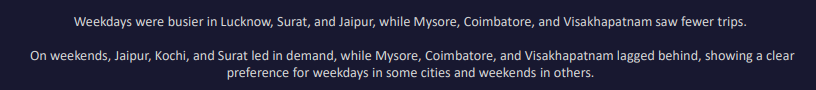 Weekdays were busier in Lucknow, Surat, and Jaipur, while Mysore, Coimbatore, and Visakhapatnam saw fewer trips.
On weekends, Jaipur, Kochi, and Surat led in demand, while Mysore, Coimbatore, and Visakhapatnam lagged behind, showing a clear
preference for weekdays in some cities and weekends in others.